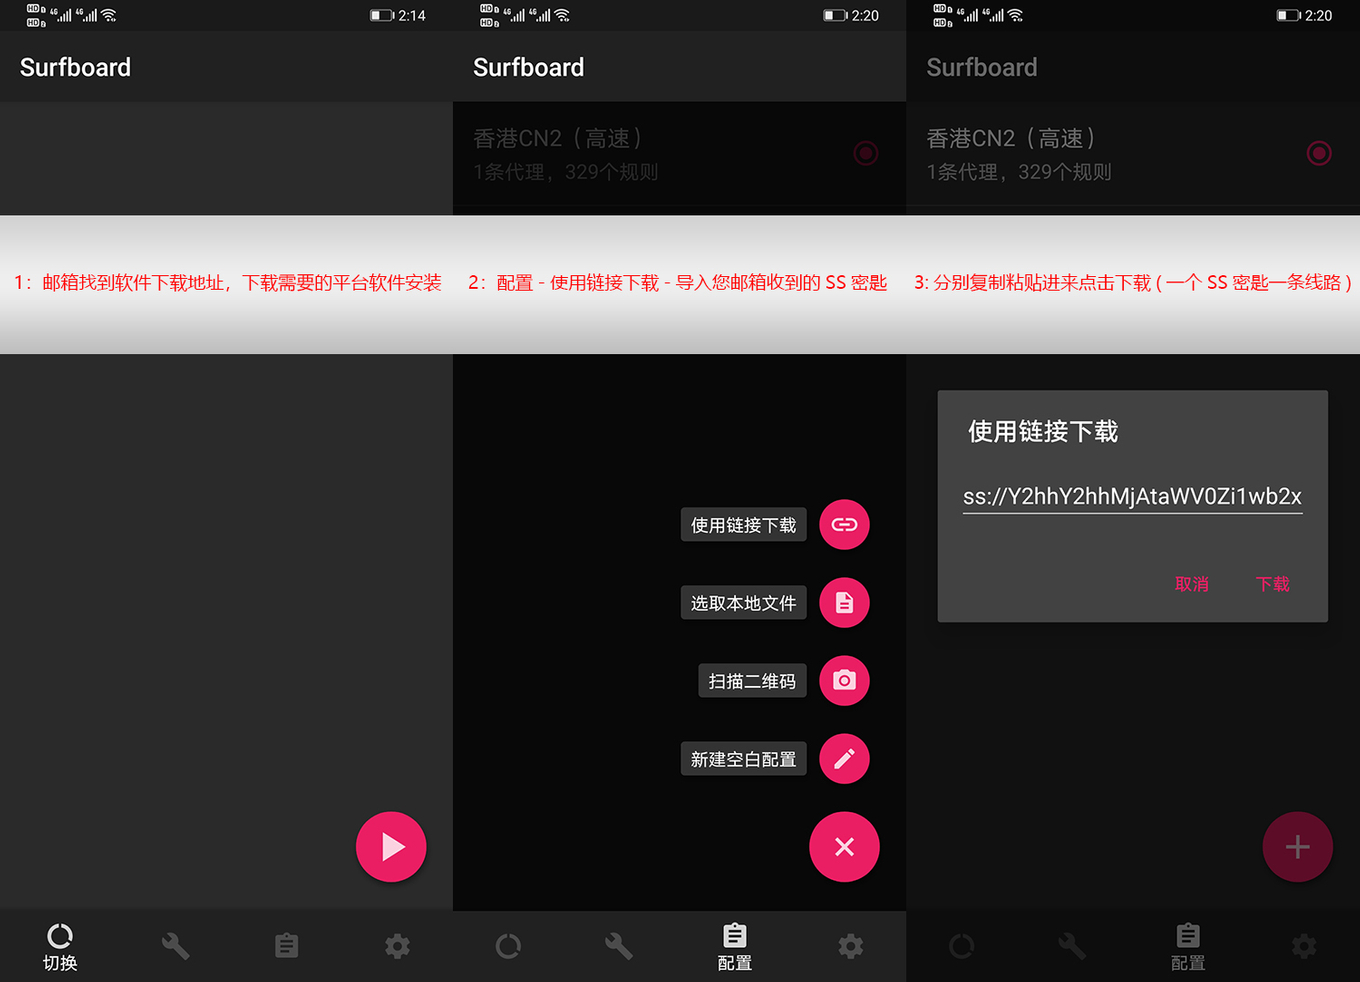 2:14
Surfboard
1：邮箱找到软件下载地址，下载需要的平台软件安装
切换
2:20
Surfboard
香港CN2（高速）
1条代理，329个规则
2：配置 - 使用链接下载 - 导入您邮箱收到的 SS 密匙
使用链接下载
选取本地文件
扫描二维码
新建空白配置
配置
2:20
Surfboard
香港CN2（高速）
1条代理，329个规则
3: 分别复制粘贴进来点击下载 ( 一个 SS 密匙一条线路 )
使用链接下载
ss://Y2hhY2hhMjAtaWV0Zi1wb2x
取消 下载
配置